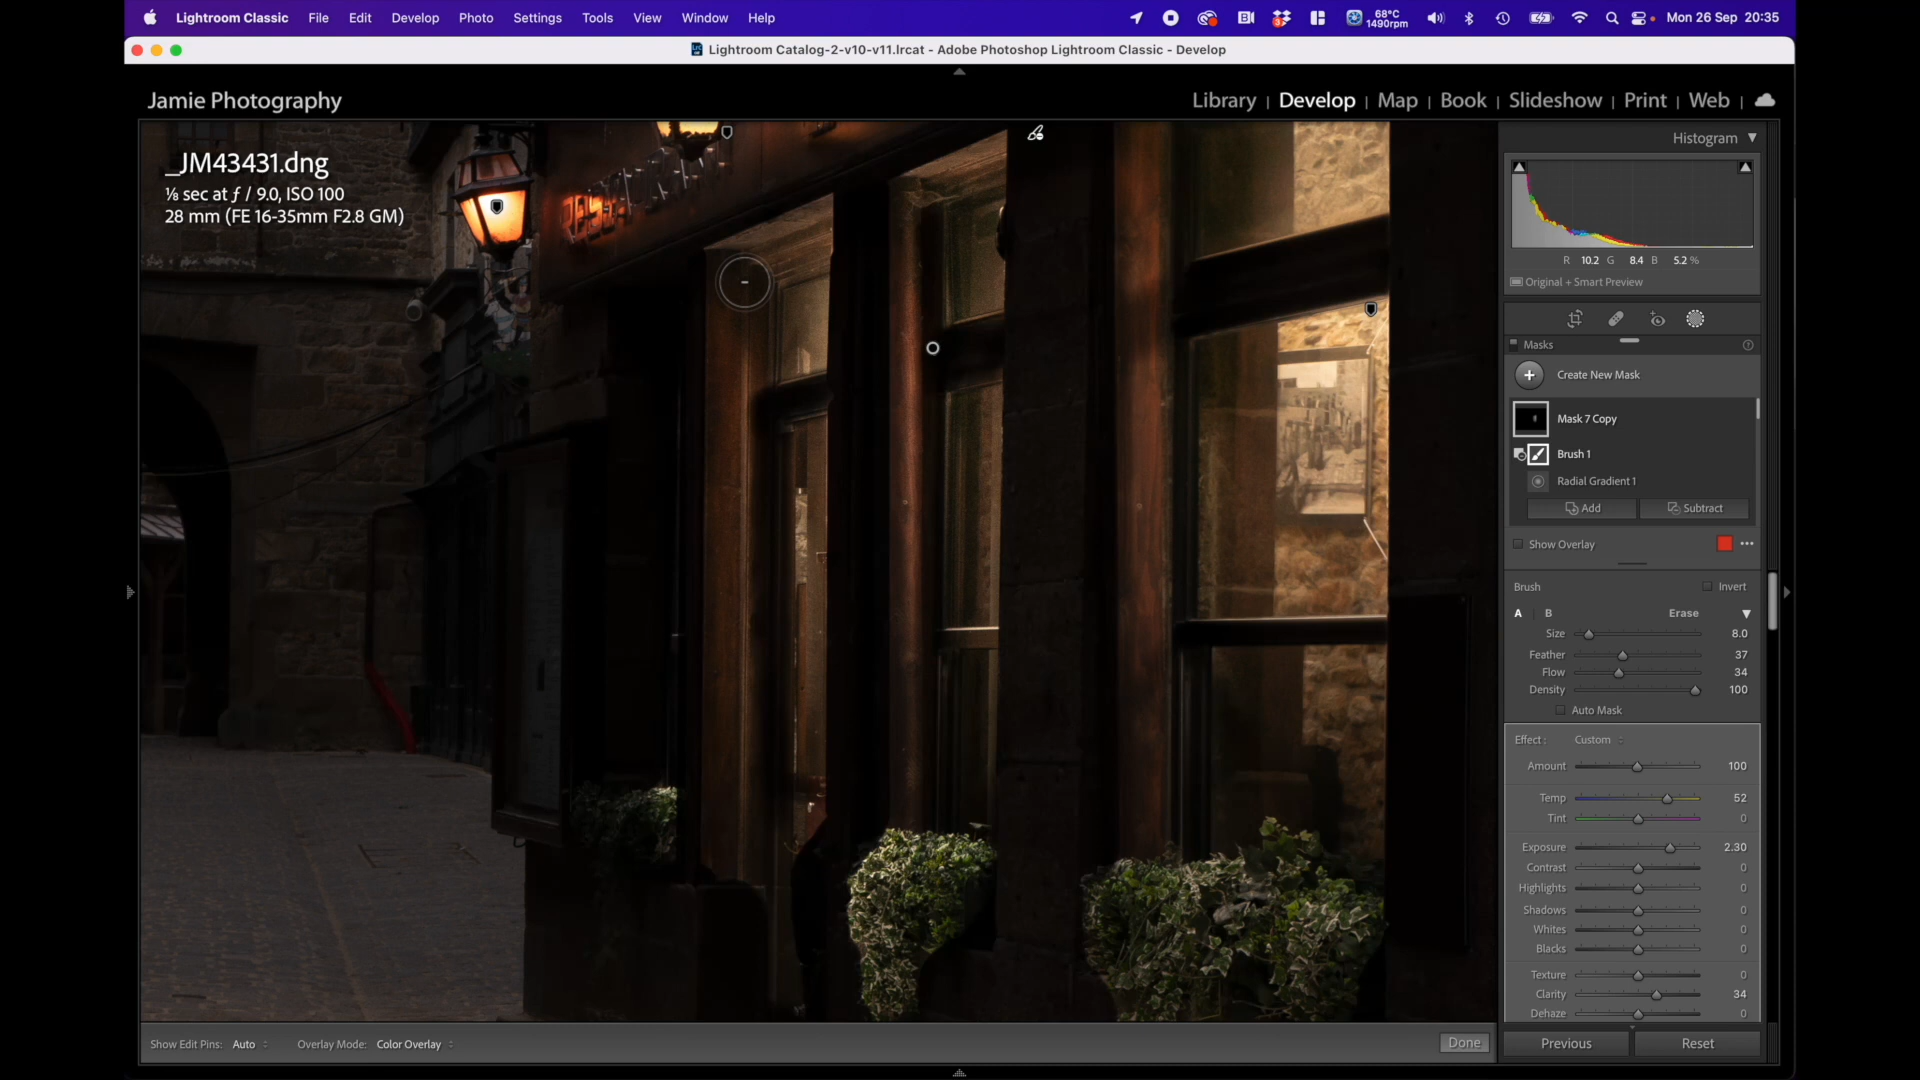 Lightroom Classic File Edit Develop Photo Settings Tools View Window Help
68°C
1490rpm
Mon 26 Sep 20:35
Lightroom Catalog-2-v10-v11.lrcat - Adobe Photoshop Lightroom Classic - Develop
Jamie Photography
Library | Develop | Map | Book | Slideshow | Print | Web |
_JM43431.dng
⅛ sec at ƒ / 9.0, ISO 100
28 mm (FE 16-35mm F2.8 GM)
Histogram
R 10.2 G 8.4 B 5.2 %
Original + Smart Preview
Masks
Create New Mask
Mask 7 Copy
Brush 1
Radial Gradient 1
Add Subtract
Show Overlay
Brush Invert
A B Erase
Size 8.0
Feather 37
Flow 34
Density 100
Auto Mask
Effect : Custom
Amount 100
Temp 52
Tint 0
Exposure 2.30
Contrast 0
Highlights 0
Shadows 0
Whites 0
Blacks 0
Texture 0
Clarity 34
Dehaze 0
Show Edit Pins: Auto Overlay Mode: Color Overlay Done
Previous Reset